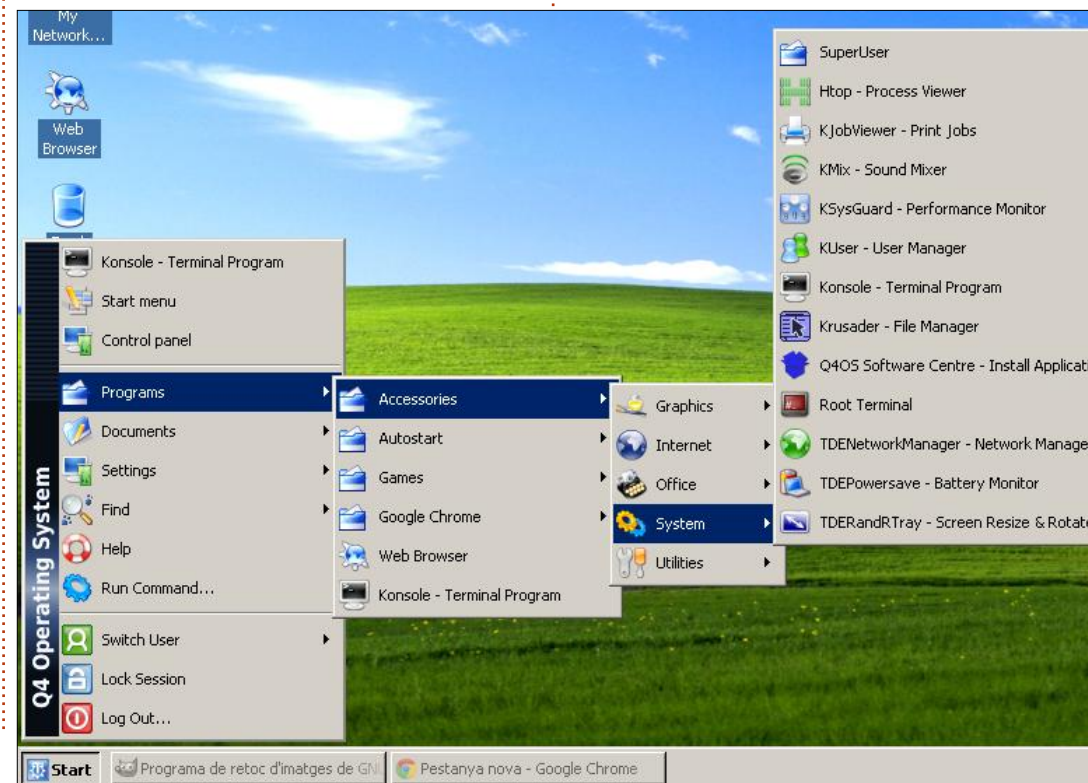 My
Network...
Web
Browser
Konsole - Terminal Program
Start menu
Control panel
Programs
Documents
Settings
Find
Help
Run Command...
Switch User
Lock Session
Log Out...
Q4 Operating System
Accessories
Autostart
Games
Google Chrome
Web Browser
Konsole - Terminal Program
Graphics
Internet
Office
System
Utilities
SuperUser
Htop - Process Viewer
KJobViewer - Print Jobs
KMix - Sound Mixer
KSysGuard - Performance Monitor
KUser - User Manager
Konsole - Terminal Program
Krusader - File Manager
Q4OS Software Centre - Install Applicati
Root Terminal
TDENetworkManager - Network Manage
TDEPowersave - Battery Monitor
TDERandRTray - Screen Resize & Rotate
Start
Programa de retoc d'imatges de GN
Pestanya nova - Google Chrome